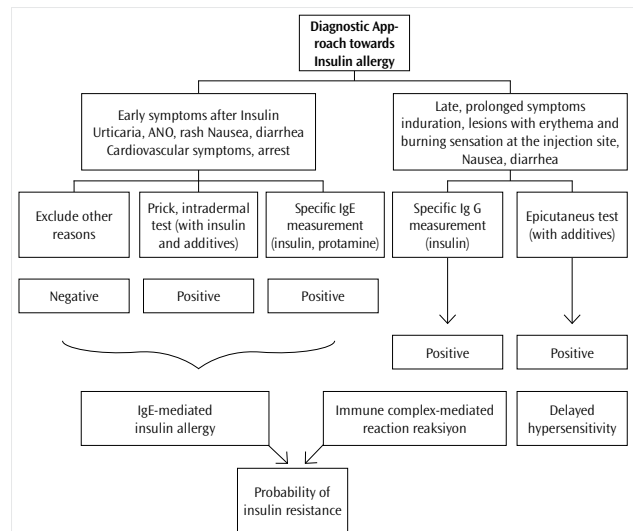 Diagnostic App-
roach towards
Insulin allergy
Early symptoms after Insulin
Urticaria, ANO, rash Nausea, diarrhea
Cardiovascular symptoms, arrest
Late, prolonged symptoms
induration, lesions with erythema and
burning sensation at the injection site,
Nausea, diarrhea
Exclude other
reasons
Prick, intradermal
test (with insulin
and additives)
Specific IgE
measurement
(insulin, protamine)
Specific Ig G
measurement
(insulin)
Epicutaneus test
(with additives)
Negative
Positive
Positive
Positive
Positive
IgE-mediated
insulin allergy
Immune complex-mediated
reaction reaksiyon
Delayed
hypersensitivity
Probability of
insulin resistance